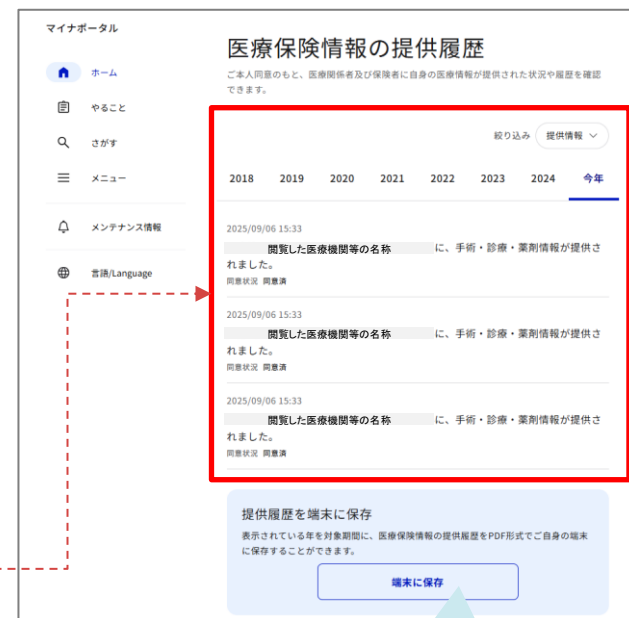 マイナポータル
ホーム
やること
さがす
メニュー
メンテナンス情報
言語/Language
医療保険情報の提供履歴
ご本人同意のもと、医療関係者及び保険者に自身の医療情報が提供された状況や履歴を確認
できます。
絞り込み 提供情報
2018 2019 2020 2021 2022 2023 2024 今年
2025/09/06 15:33
閲覧した医療機関等の名称 に、手術・診療・薬剤情報が提供さ
れました。
同意状況 同意済
2025/09/06 15:33
閲覧した医療機関等の名称 に、手術・診療・薬剤情報が提供さ
れました。
同意状況 同意済
2025/09/06 15:33
閲覧した医療機関等の名称 に、手術・診療・薬剤情報が提供さ
れました。
同意状況 同意済
提供履歴を端末に保存
表示されている年を対象期間に、医療保険情報の提供履歴をPDF形式でご自身の端末
に保存することができます。
端末に保存